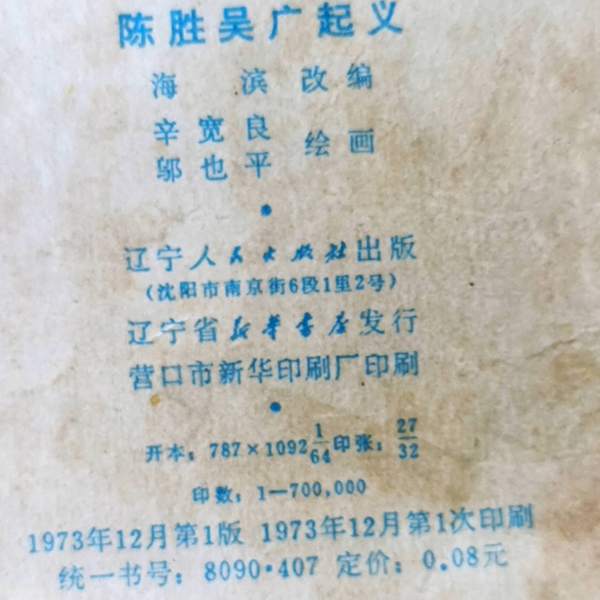 陈胜吴广起义
海滨改编
辛宽良
邬也平
绘画
辽宁人民出版社出版
(沈阳市南京街6段1里2号)
辽宁省新华书店发行
营口市新华印刷厂印刷
开本：787×1092 1/64 印张：27/32
印数：1—700,000
1973年12月第1版 1973年12月第1次印刷
统一书号：8090·407 定价：0.08元